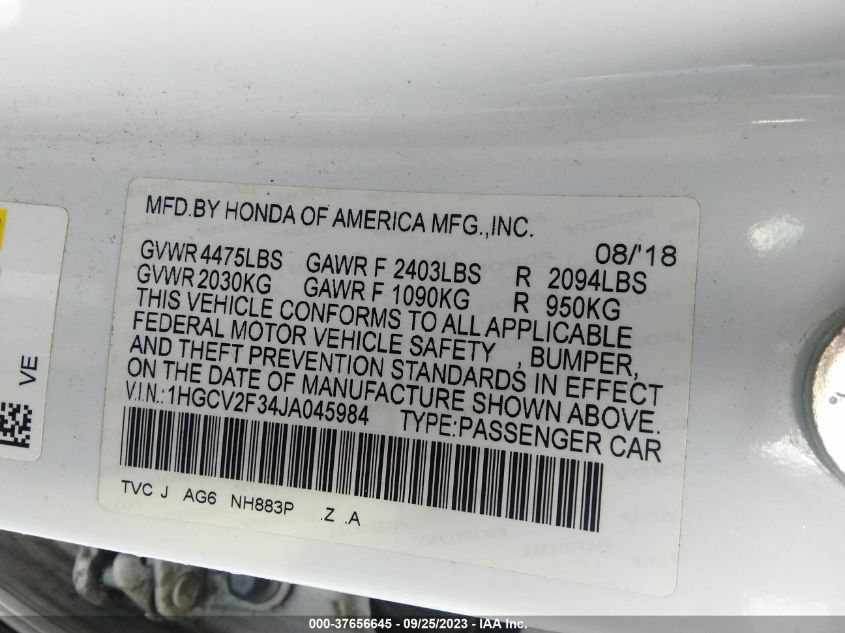 MFD.BY HONDA OF AMERICA MFG.,INC.
08/'18
GVWR 4475LBS GAWR F 2403LBS R 2094LBS
GVWR 2030KG GAWR F 1090KG R 950KG
THIS VEHICLE CONFORMS TO ALL APPLICABLE
FEDERAL MOTOR VEHICLE SAFETY , BUMPER,
AND THEFT PREVENTION STANDARDS IN EFFECT
ON THE DATE OF MANUFACTURE SHOWN ABOVE.
V.I.N.:1HGCV2F34JA045984 TYPE:PASSENGER CAR
TVC J AG6 NH883P .Z .A
VE
000-37656645 - 09/25/2023 - IAAI.com